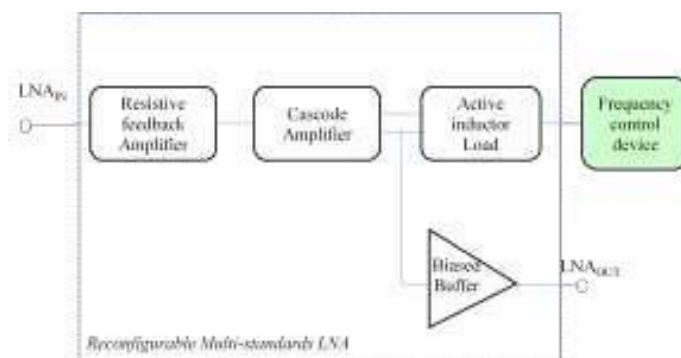 LNA_IN
Resistive
feedback
Amplifier
Cascode
Amplifier
Active
inductor
Load
Frequency
control
device
Biased
Buffer
LNA_OUT
Reconfigurable Multi-standards LNA